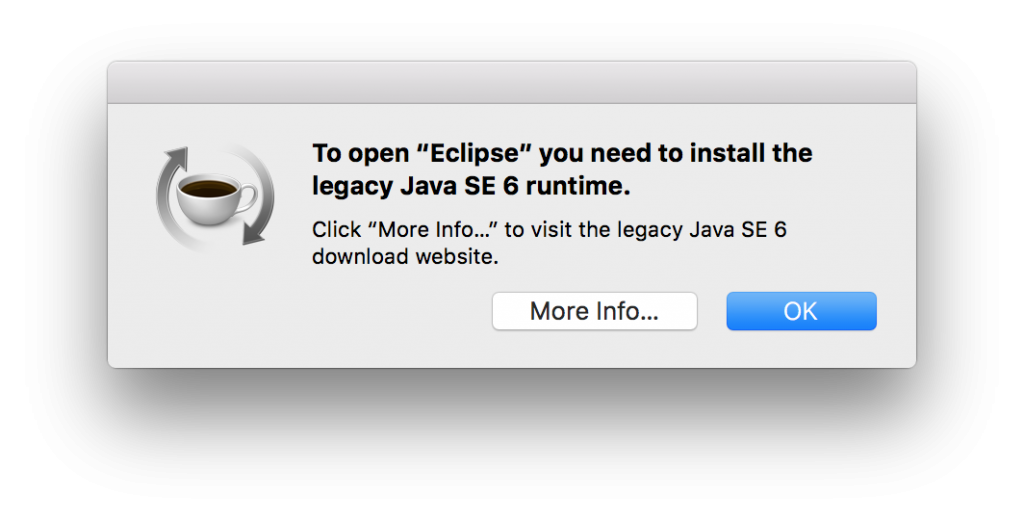 To open “Eclipse” you need to install the
legacy Java SE 6 runtime.
Click “More Info…” to visit the legacy Java SE 6
download website.
More Info…
OK